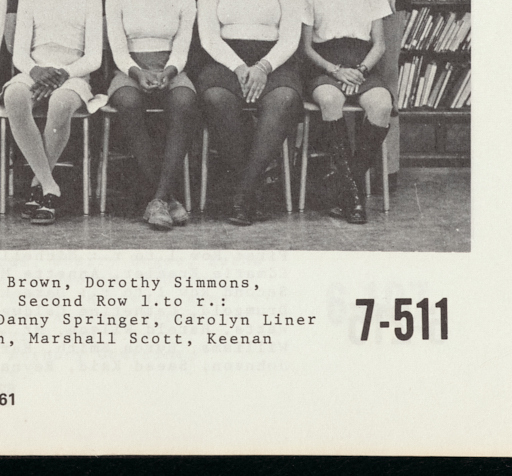 Brown, Dorothy Simmons,
Second Row l.to r.:
Danny Springer, Carolyn Liner
, Marshall Scott, Keenan
7-511
61